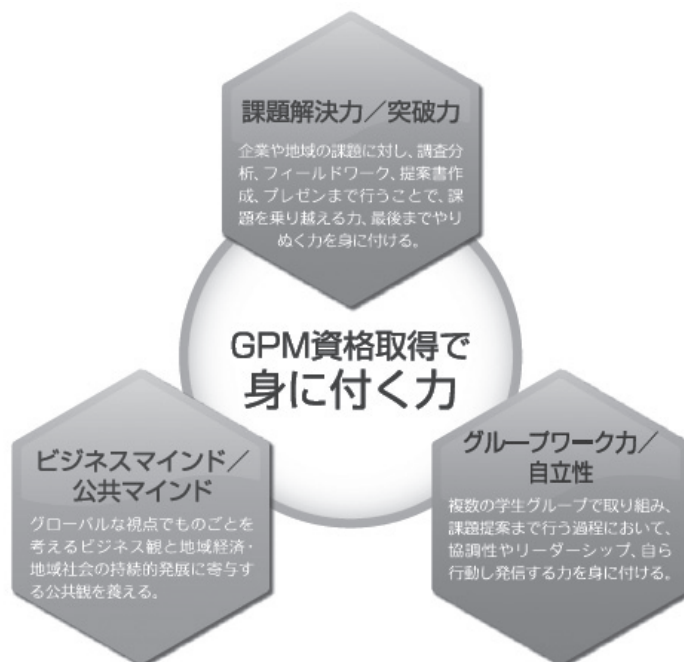 課題解決力／突破力
企業や地域の課題に対し、調査分
析、フィールドワーク、提案書作
成、プレゼンまで行うことで、課
題を乗り越える力、最後までやり
ぬく力を身に付ける。
GPM資格取得で
身に付く力
ビジネスマインド／
公共マインド
グローバルな視点でものごとを
考えるビジネス観と地域経済・
地域社会の持続的発展に寄与す
る公共観を養える。
グループワーク力／
自立性
複数の学生グループで取り組み、
課題提案まで行う過程において、
協調性やリーダーシップ、自ら
行動し発信する力を身に付ける。